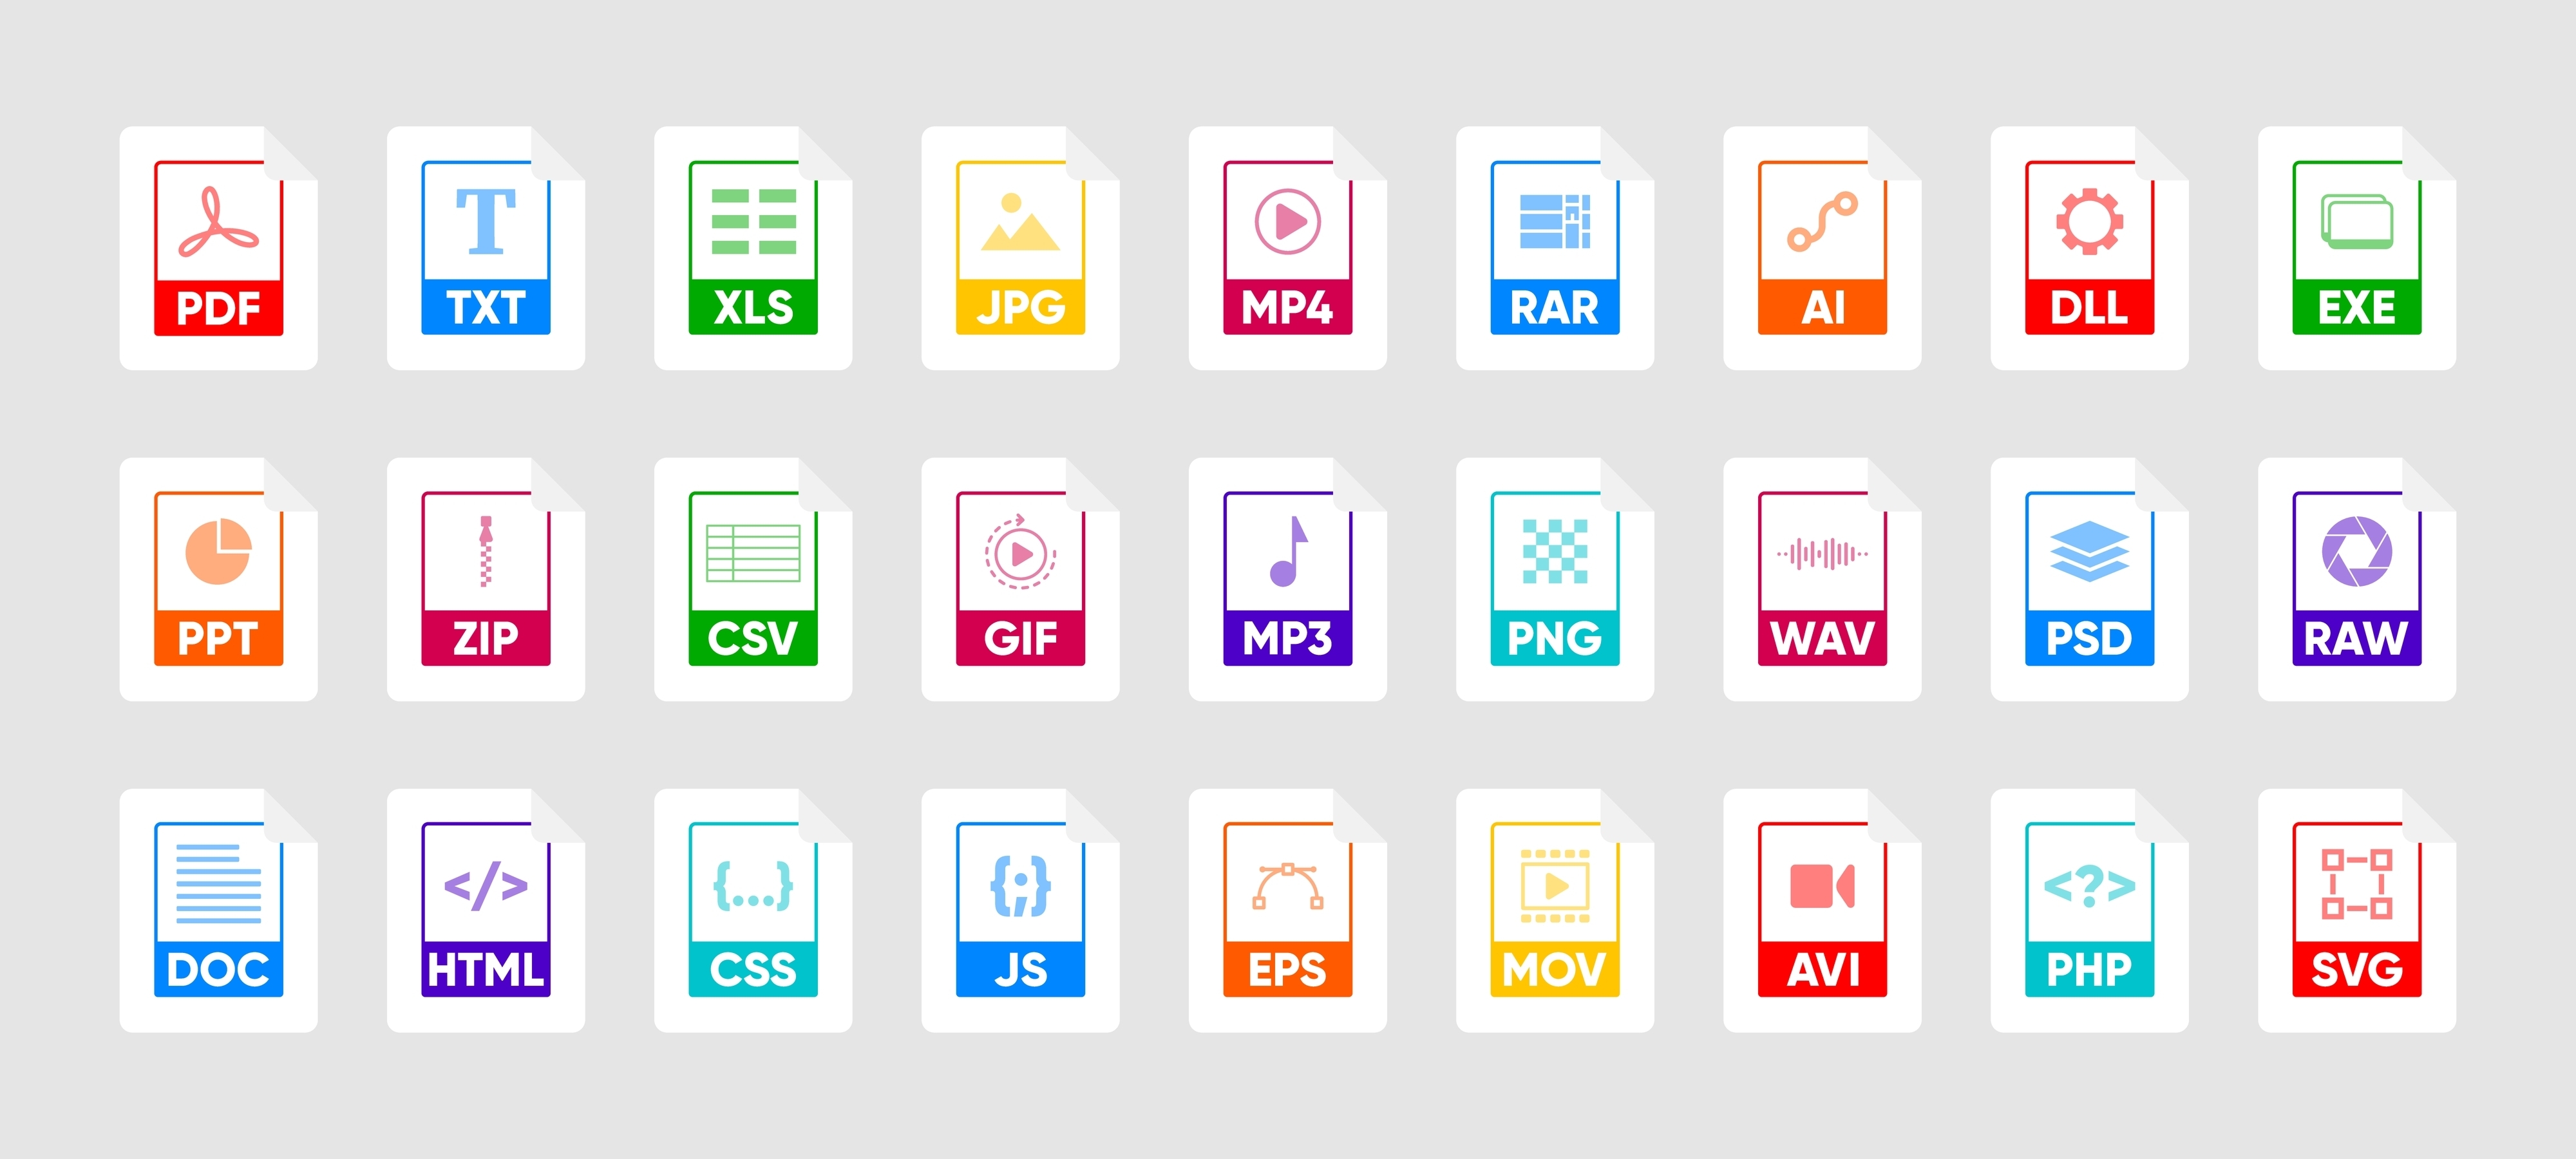 PDF TXT XLS JPG MP4 RAR AI DLL EXE
T
PPT ZIP CSV GIF MP3 PNG WAV PSD RAW
</> {...} {;} <?>
DOC HTML CSS JS EPS MOV AVI PHP SVG